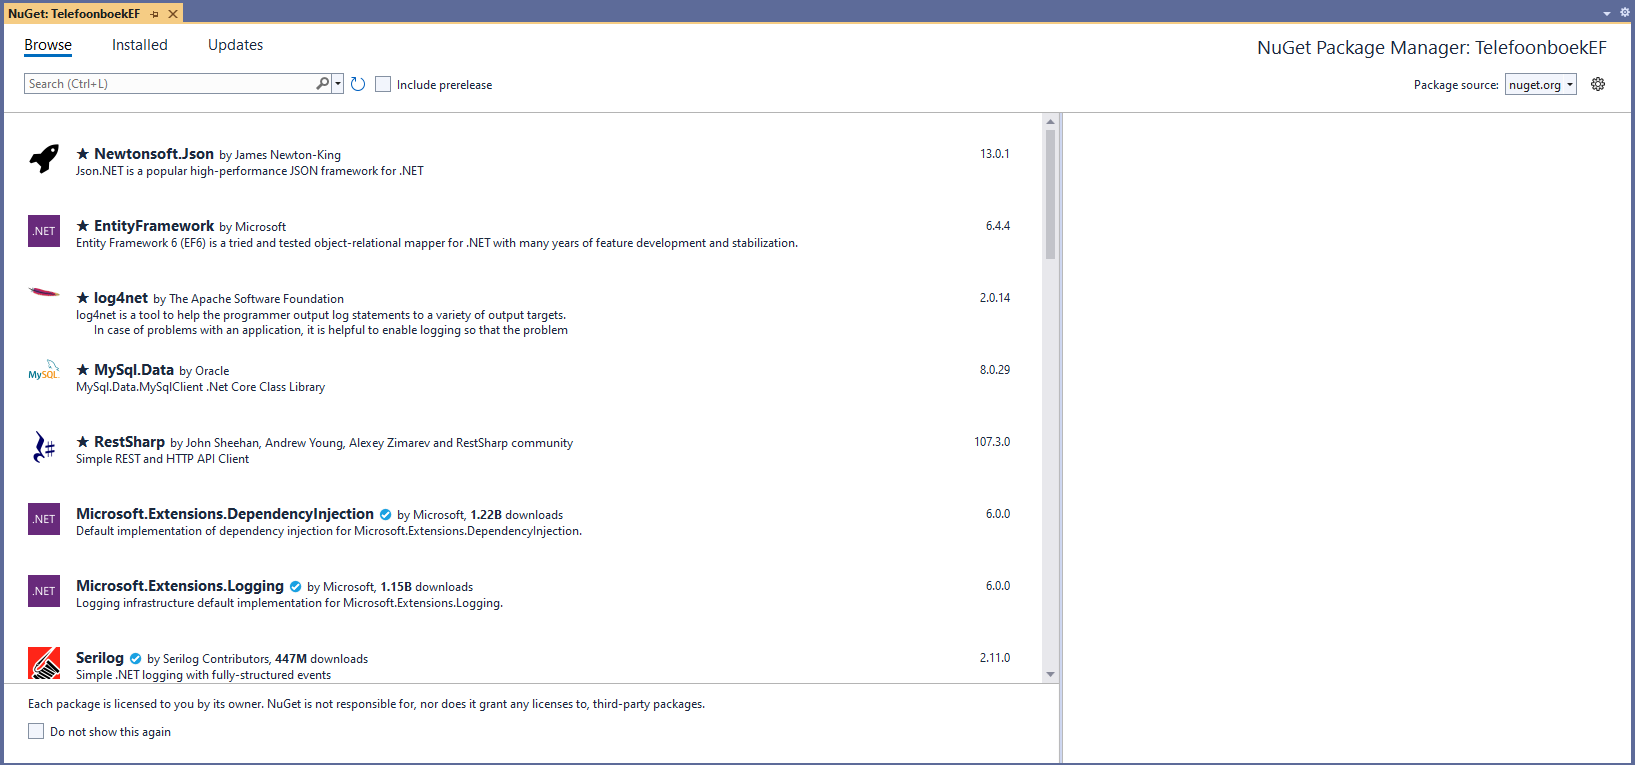 NuGet: TelefoonboekEF
Browse Installed Updates
NuGet Package Manager: TelefoonboekEF
Search (Ctrl+L)
Include prerelease
Package source: nuget.org
Newtonsoft.Json by James Newton-King
13.0.1
Json.NET is a popular high-performance JSON framework for .NET
.NET
EntityFramework by Microsoft
6.4.4
Entity Framework 6 (EF6) is a tried and tested object-relational mapper for .NET with many years of feature development and stabilization.
log4net by The Apache Software Foundation
2.0.14
log4net is a tool to help the programmer output log statements to a variety of output targets.
In case of problems with an application, it is helpful to enable logging so that the problem
MySQL
MySql.Data by Oracle
8.0.29
MySql.Data.MySqlClient .Net Core Class Library
RestSharp by John Sheehan, Andrew Young, Alexey Zimarev and RestSharp community
107.3.0
Simple REST and HTTP API Client
.NET
Microsoft.Extensions.DependencyInjection by Microsoft, 1.22B downloads
6.0.0
Default implementation of dependency injection for Microsoft.Extensions.DependencyInjection.
.NET
Microsoft.Extensions.Logging by Microsoft, 1.15B downloads
6.0.0
Logging infrastructure default implementation for Microsoft.Extensions.Logging.
Serilog by Serilog Contributors, 447M downloads
2.11.0
Simple .NET logging with fully-structured events
Each package is licensed to you by its owner. NuGet is not responsible for, nor does it grant any licenses to, third-party packages.
Do not show this again